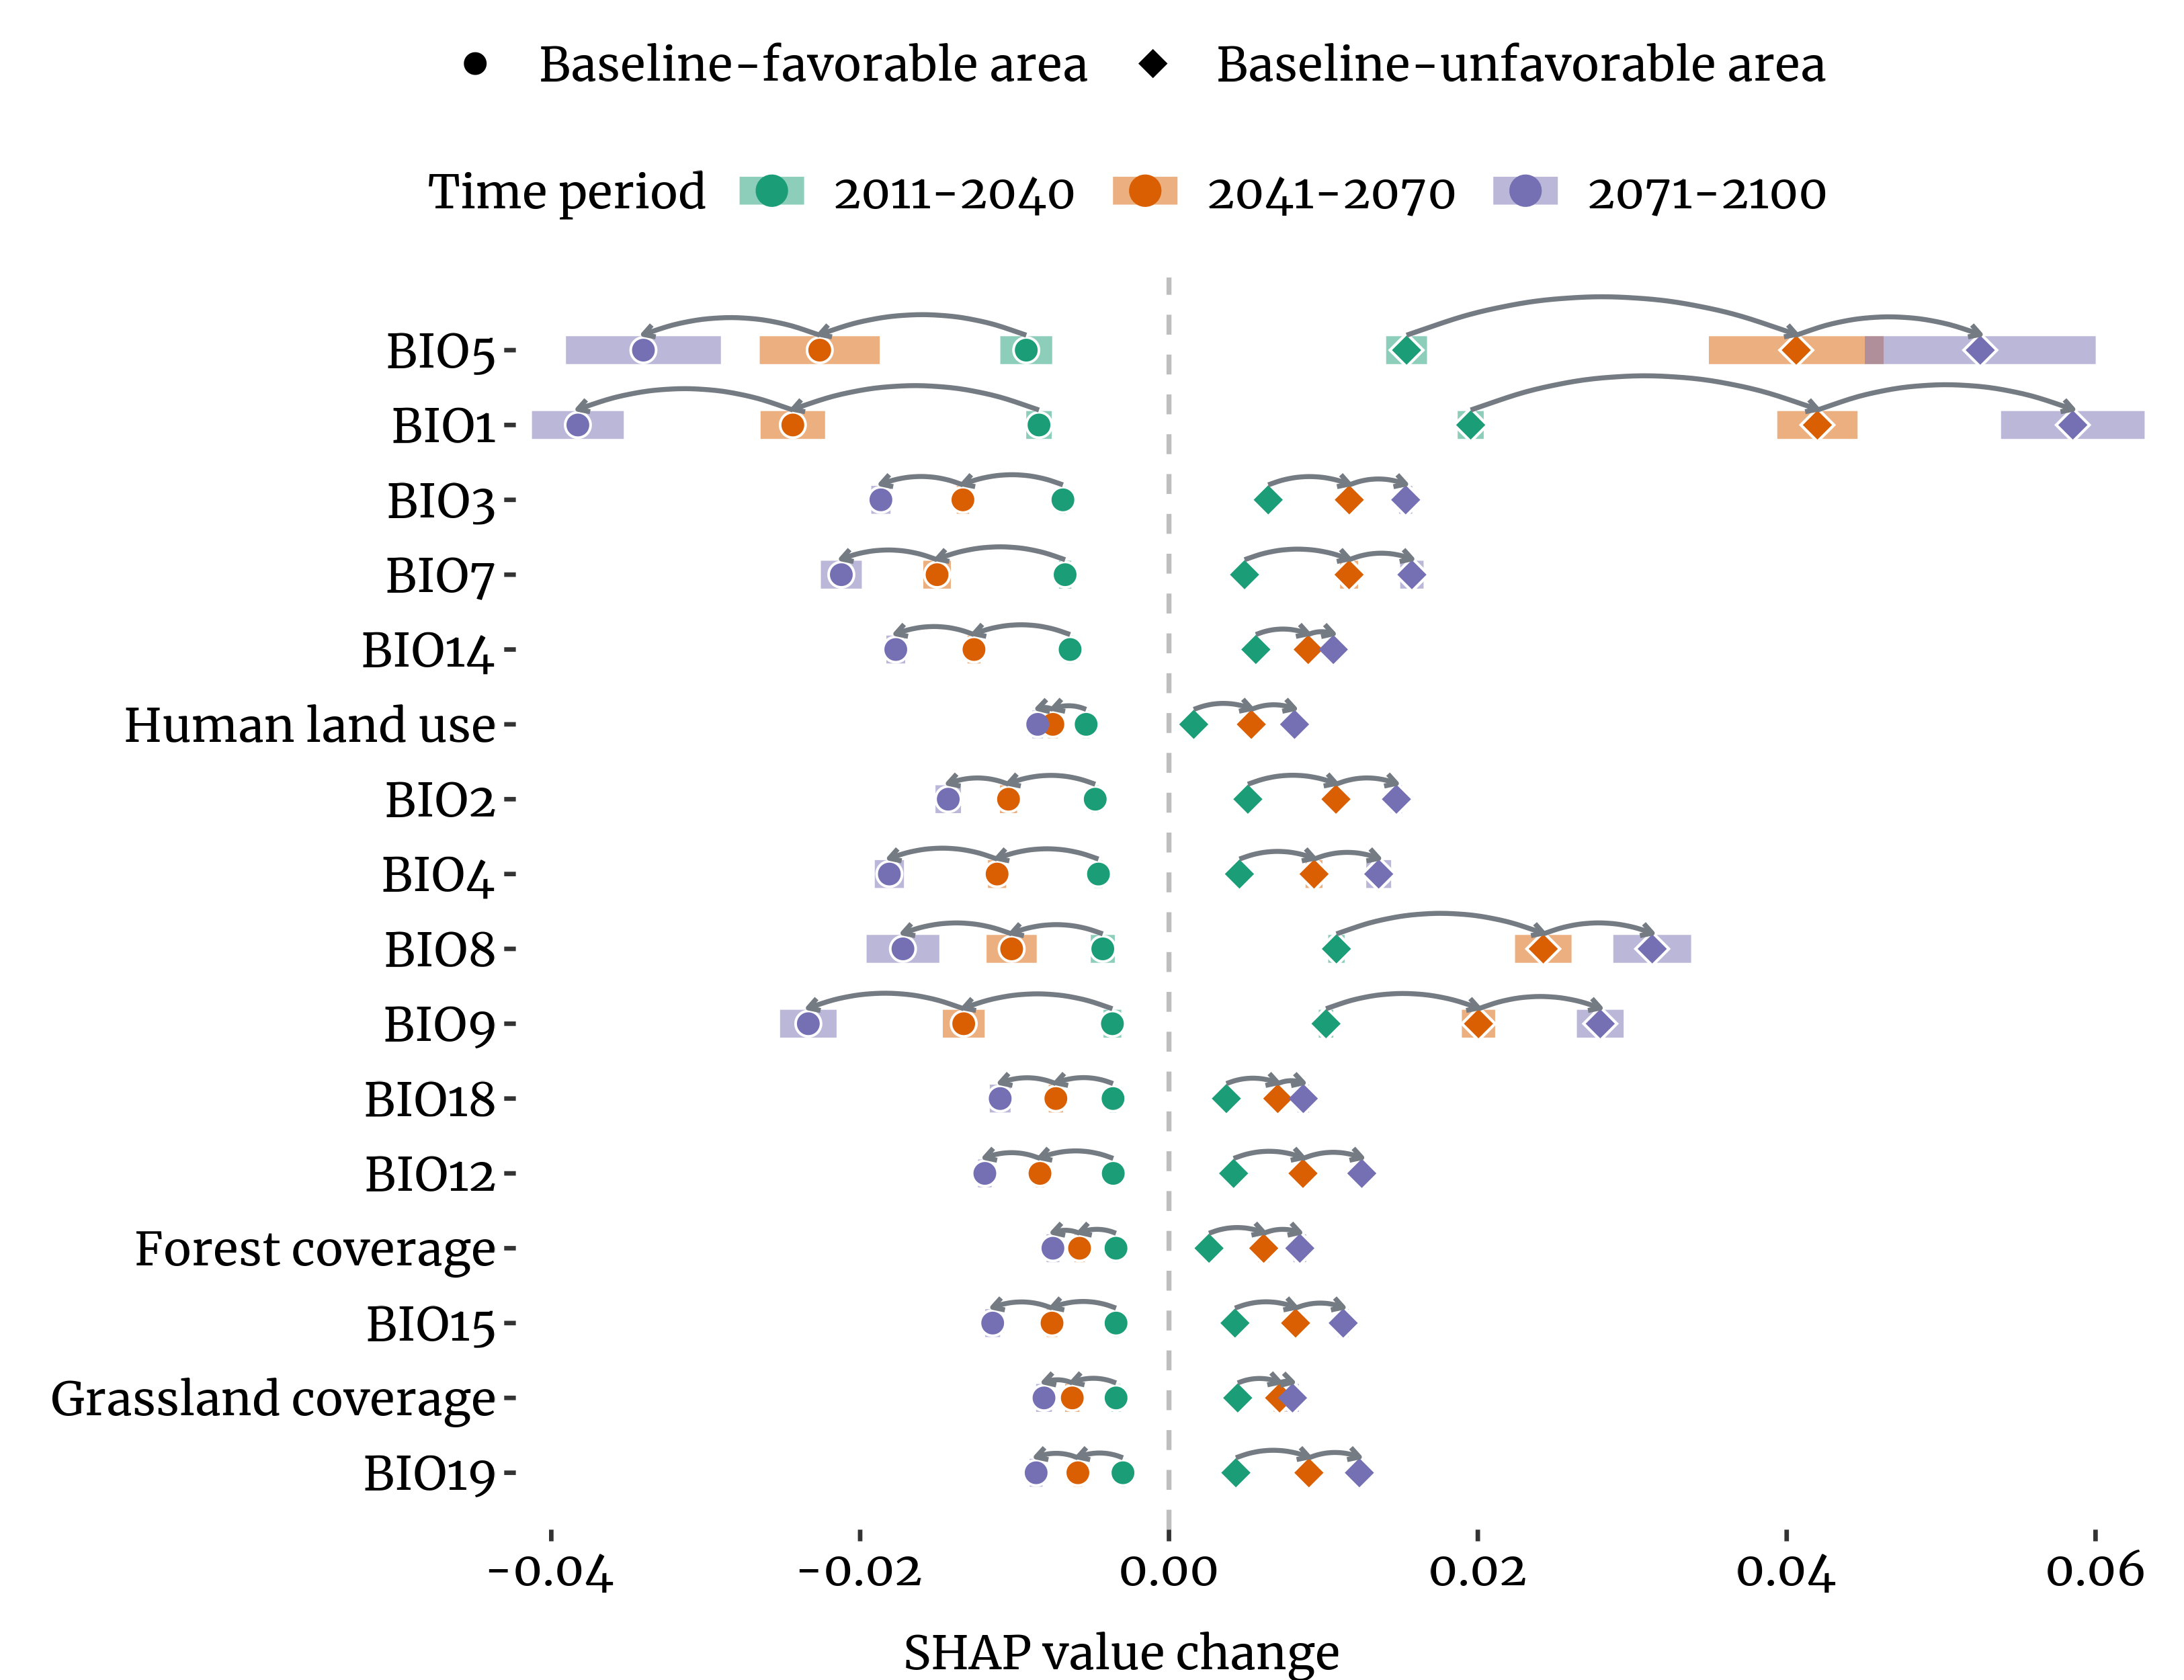 Baseline-favorable area Baseline-unfavorable area
Time period 2011-2040 2041-2070 2071-2100
BIO5
BIO1
BIO3
BIO7
BIO14
Human land use
BIO2
BIO4
BIO8
BIO9
BIO18
BIO12
Forest coverage
BIO15
Grassland coverage
BIO19
-0.04 -0.02 0.00 0.02 0.04 0.06
SHAP value change